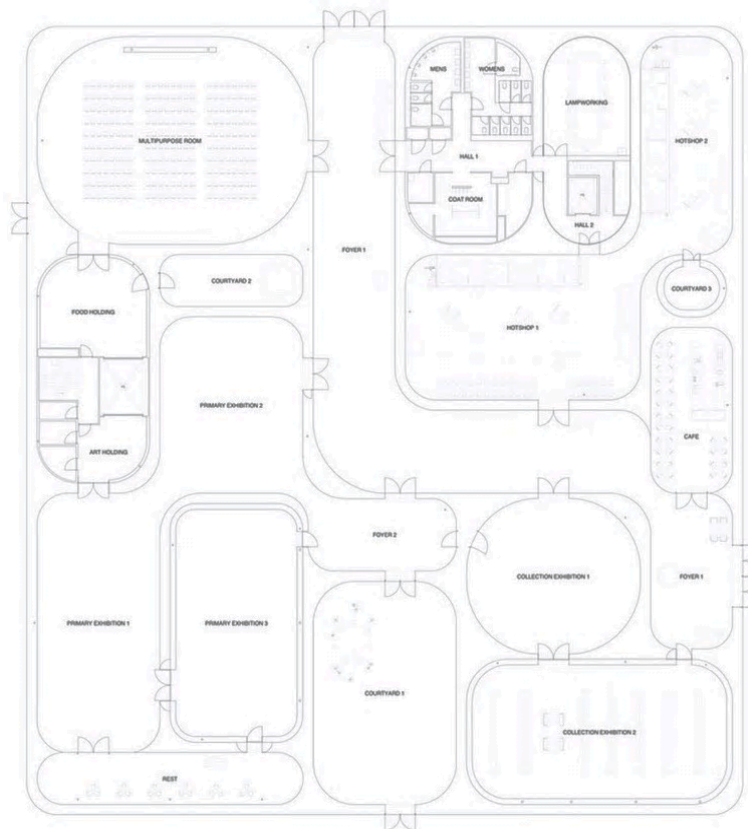 MENS
WOMENS
LAMPWORKING
MULTIPURPOSE ROOM
HOTSHOP 2
HALL 1
COAT ROOM
HALL 2
FOYER 1
COURTYARD 2
COURTYARD 3
FOOD HOLDING
HOTSHOP 1
PRIMARY EXHIBITION 2
CAFE
ART HOLDING
FOYER 2
COLLECTION EXHIBITION 1
FOYER 1
PRIMARY EXHIBITION 1
PRIMARY EXHIBITION 3
COURTYARD 1
COLLECTION EXHIBITION 2
REST